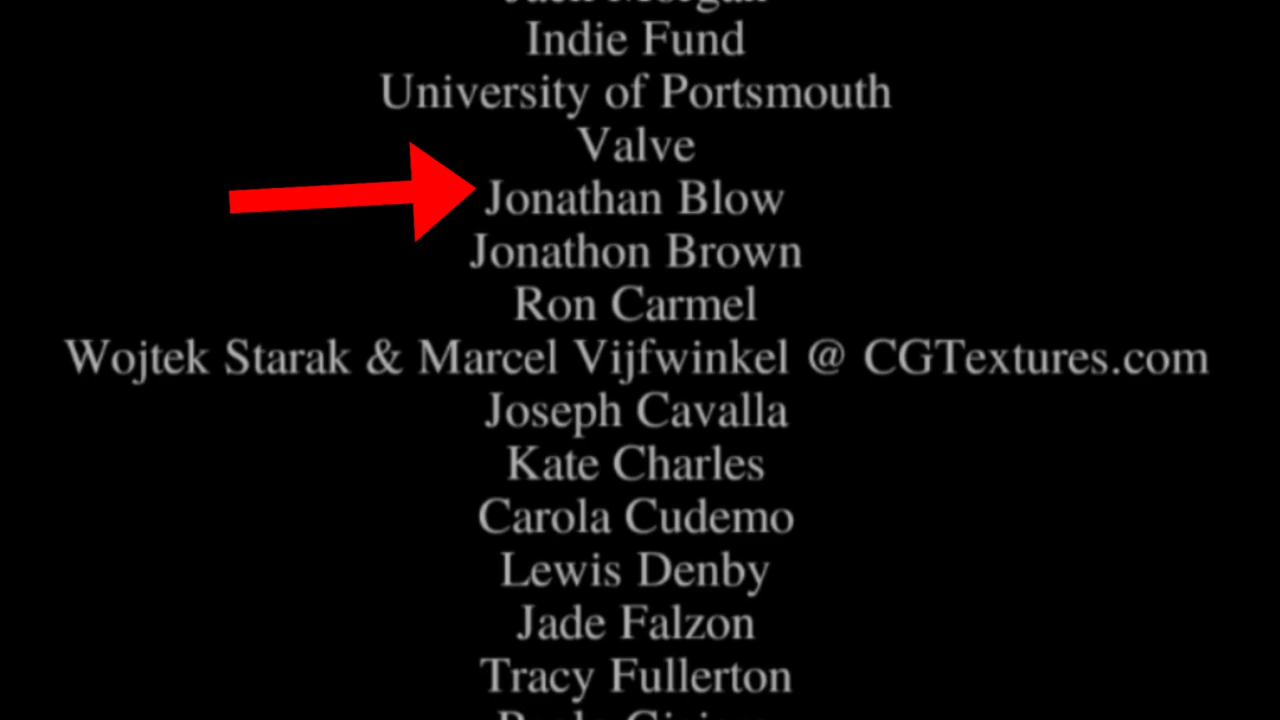 Indie Fund
University of Portsmouth
Valve
Jonathan Blow
Jonathon Brown
Ron Carmel
Wojtek Starak & Marcel Vijfwinkel @ CGTextures.com
Joseph Cavalla
Kate Charles
Carola Cudemo
Lewis Denby
Jade Falzon
Tracy Fullerton